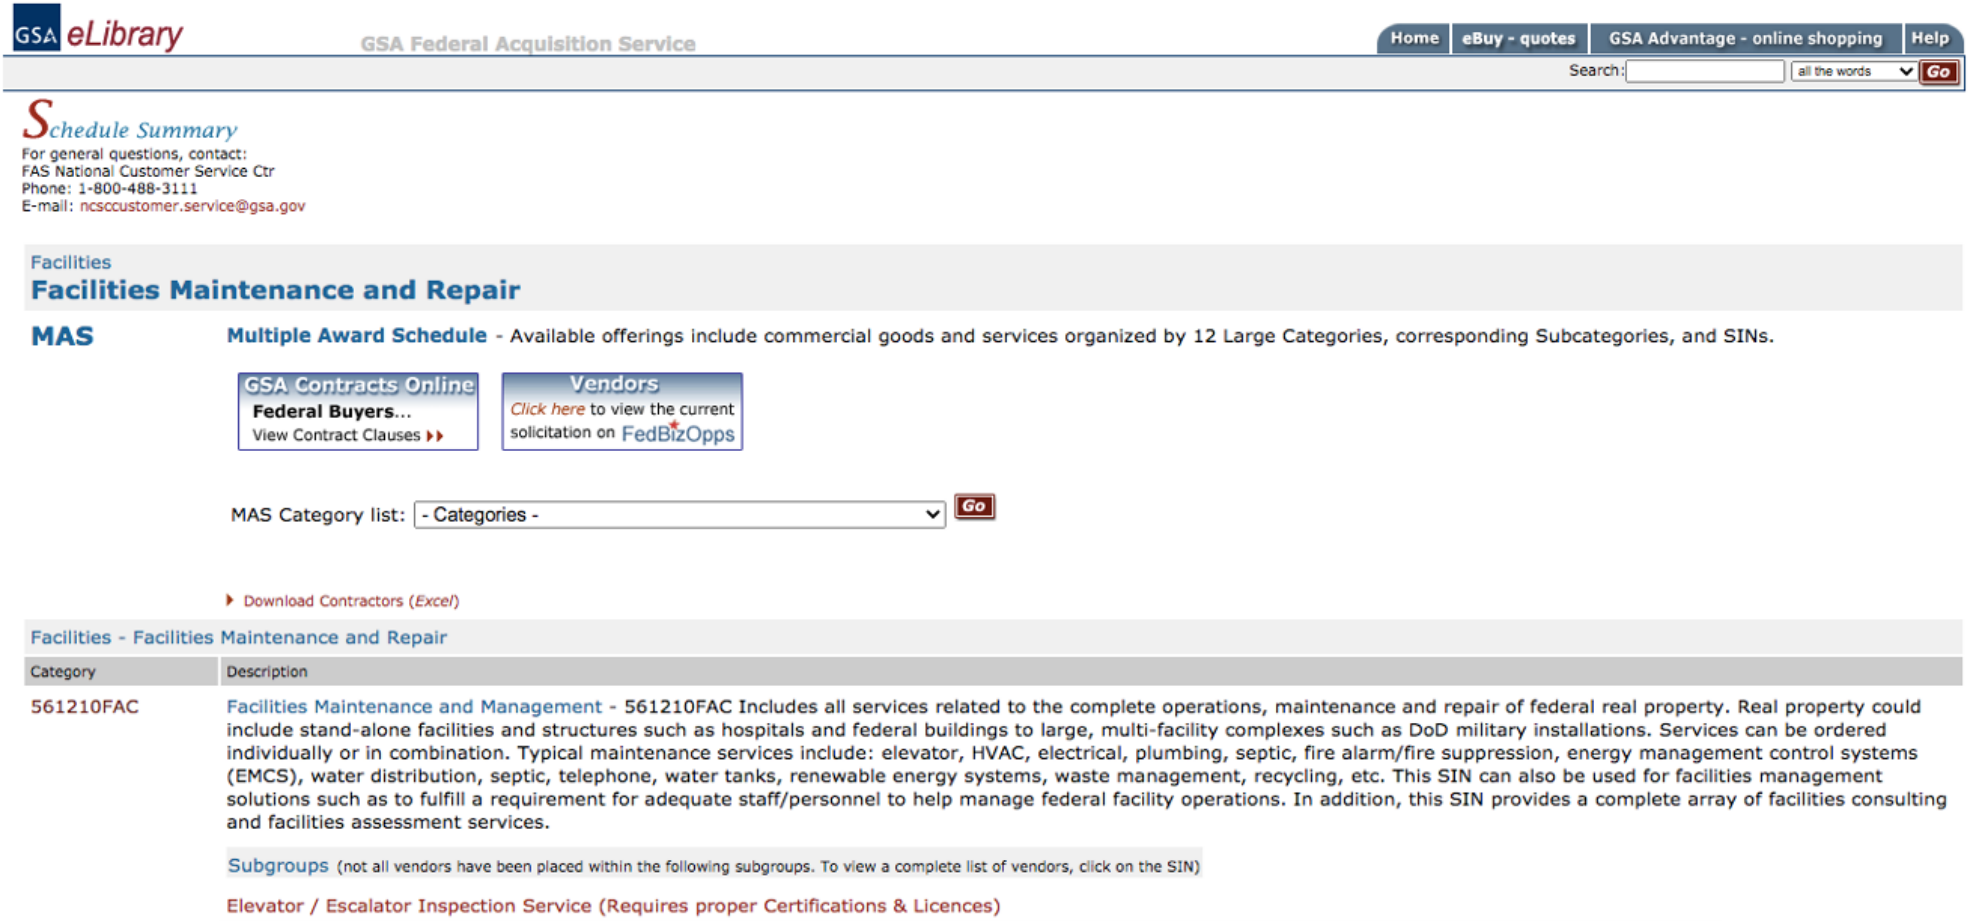 GSA eLibrary
GSA Federal Acquisition Service
Home
eBuy - quotes
GSA Advantage - online shopping
Help
Search:
all the words
Go
Schedule Summary
For general questions, contact:
FAS National Customer Service Ctr
Phone: 1-800-488-3111
E-mail: ncsccustomer.service@gsa.gov
Facilities
Facilities Maintenance and Repair
MAS
Multiple Award Schedule - Available offerings include commercial goods and services organized by 12 Large Categories, corresponding Subcategories, and SINs.
GSA Contracts Online
Federal Buyers...
View Contract Clauses
Vendors
Click here to view the current
solicitation on FedBizOpps
MAS Category list:
- Categories -
Go
Download Contractors (Excel)
Facilities - Facilities Maintenance and Repair
Category
Description
561210FAC
Facilities Maintenance and Management - 561210FAC Includes all services related to the complete operations, maintenance and repair of federal real property. Real property could
include stand-alone facilities and structures such as hospitals and federal buildings to large, multi-facility complexes such as DoD military installations. Services can be ordered
individually or in combination. Typical maintenance services include: elevator, HVAC, electrical, plumbing, septic, fire alarm/fire suppression, energy management control systems
(EMCS), water distribution, septic, telephone, water tanks, renewable energy systems, waste management, recycling, etc. This SIN can also be used for facilities management
solutions such as to fulfill a requirement for adequate staff/personnel to help manage federal facility operations. In addition, this SIN provides a complete array of facilities consulting
and facilities assessment services.
Subgroups (not all vendors have been placed within the following subgroups. To view a complete list of vendors, click on the SIN)
Elevator / Escalator Inspection Service (Requires proper Certifications & Licences)